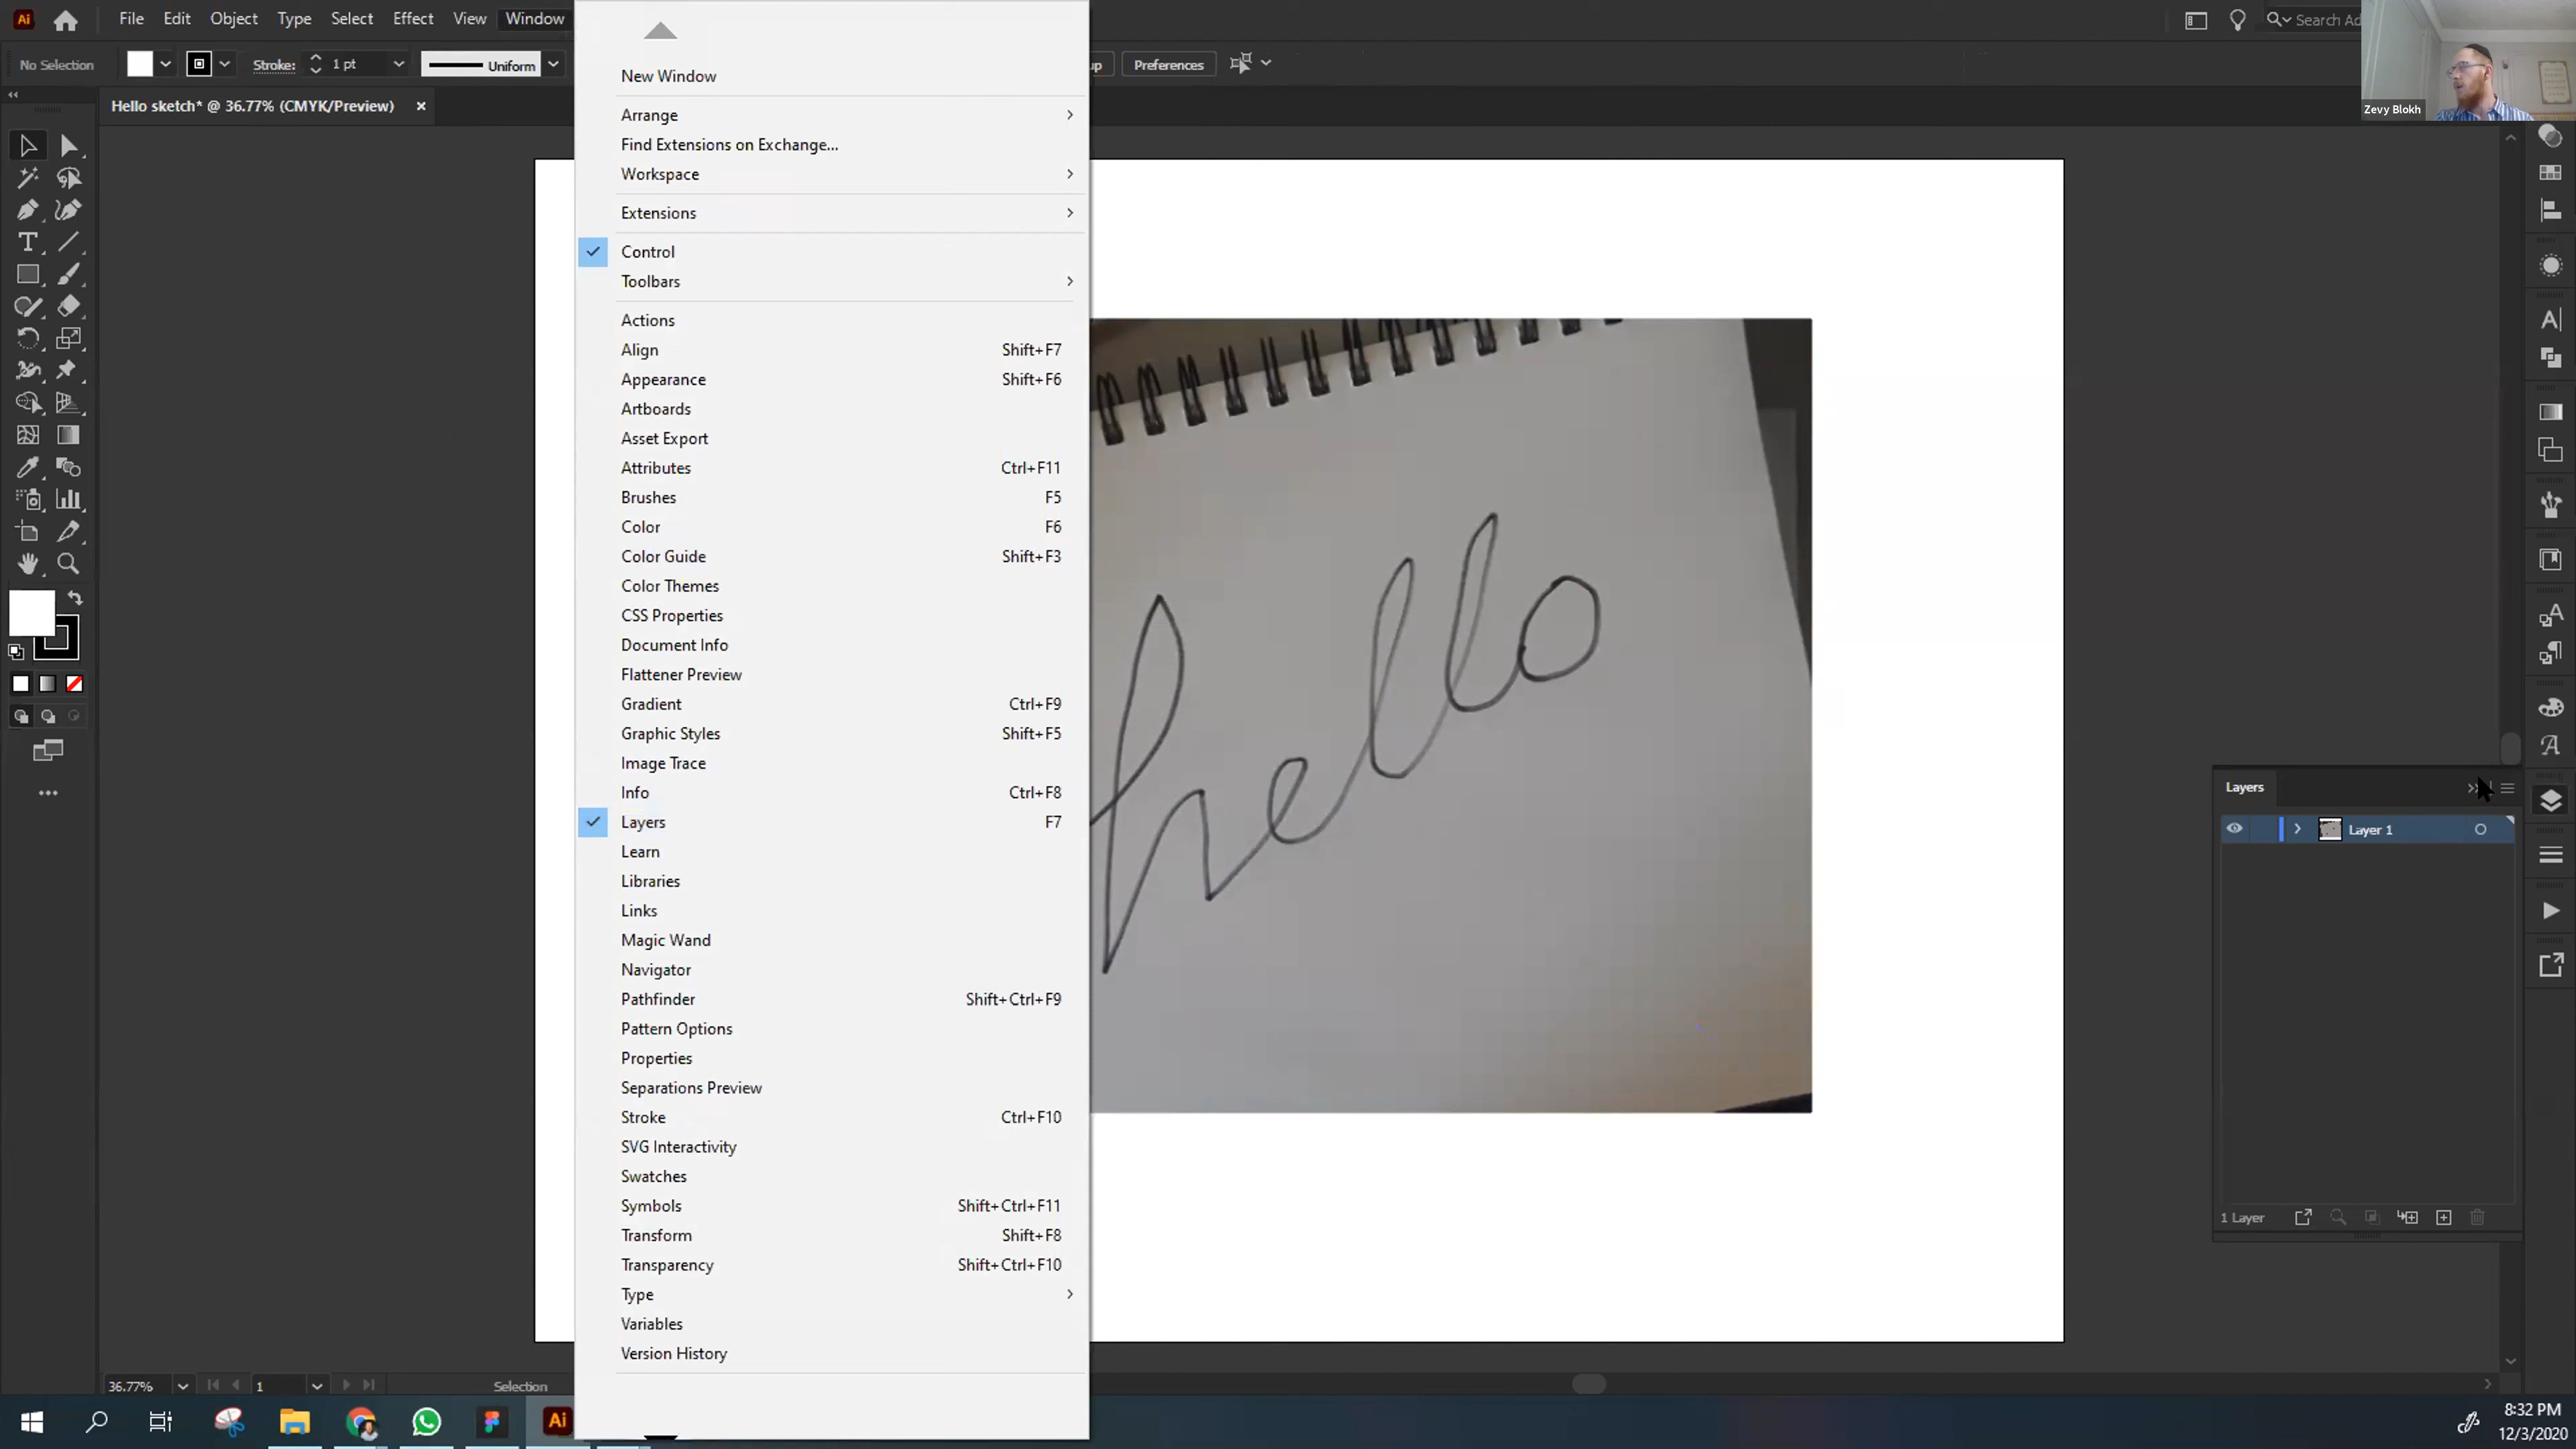 Ai File Edit Object Type Select Effect View Window Search Ad
No Selection Stroke: 1 pt Uniform up Preferences
Hello sketch* @ 36.77% (CMYK/Preview) ×
Zevy Blokh
New Window
Arrange
Find Extensions on Exchange...
Workspace
Extensions
Control
Toolbars
Actions
Align Shift+F7
Appearance Shift+F6
Artboards
Asset Export
Attributes Ctrl+F11
Brushes F5
Color F6
Color Guide Shift+F3
Color Themes
CSS Properties
Document Info
Flattener Preview
Gradient Ctrl+F9
Graphic Styles Shift+F5
Image Trace
Info Ctrl+F8
Layers F7
Learn
Libraries
Links
Magic Wand
Navigator
Pathfinder Shift+Ctrl+F9
Pattern Options
Properties
Separations Preview
Stroke Ctrl+F10
SVG Interactivity
Swatches
Symbols Shift+Ctrl+F11
Transform Shift+F8
Transparency Shift+Ctrl+F10
Type
Variables
Version History
hello
Layers
Layer 1
1 Layer
36.77% 1 Selection
Ai
8:32 PM
12/3/2020